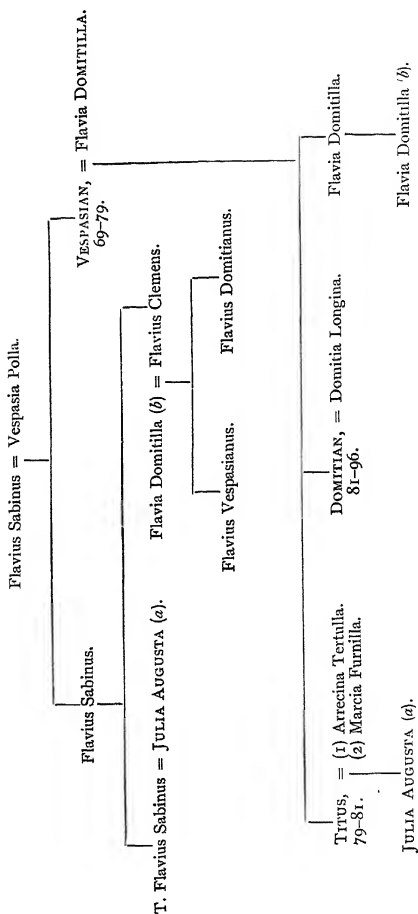 Flavius Sabinus = Vespasia Polla.
Flavius Sabinus.
VESPASIAN, = Flavia DOMITILLA.
69–79.
T. Flavius Sabinus = JULIA AUGUSTA (a).
Flavia Domitilla (b) = Flavius Clemens.
Flavius Vespasianus.
Flavius Domitianus.
TITUS, = (1) Arrecina Tertulla.
79–81. (2) Marcia Furnilla.
DOMITIAN, = Domitia Longina.
81–96.
Flavia Domitilla.
JULIA AUGUSTA (a).
Flavia Domitilla (b).